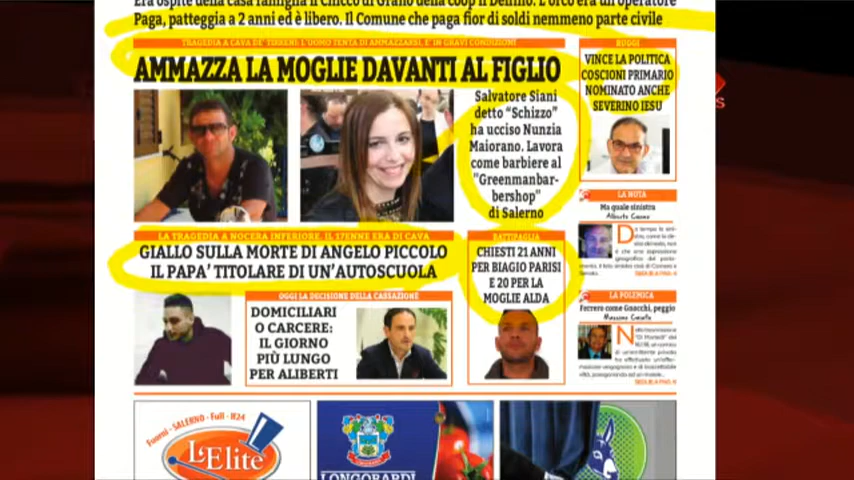 Era ospite della casa famiglia Il Chicco di Grano della coop Il Delfino. L'orco era un operatore
Paga, patteggia a 2 anni ed è libero. Il Comune che paga fior di soldi nemmeno parte civile
TRAGEDIA A CAVA DE' TIRRENI: L'UOMO TENTA DI AMMAZZARSI, E' IN GRAVI CONDIZIONI
AMMAZZA LA MOGLIE DAVANTI AL FIGLIO
Salvatore Siani
detto "Schizzo"
ha ucciso Nunzia
Maiorano. Lavora
come barbiere al
"Greenmanbar-
bershop"
di Salerno
VINCE LA POLITICA
COSCIONI PRIMARIO
NOMINATO ANCHE
SEVERINO IESU
LA NOTA
Ma quale sinistra
LA TRAGEDIA A NOCERA INFERIORE. IL 17ENNE ERA DI CAVA
GIALLO SULLA MORTE DI ANGELO PICCOLO
IL PAPA' TITOLARE DI UN'AUTOSCUOLA
BATTIPAGLIA
CHIESTI 21 ANNI
PER BIAGIO PARISI
E 20 PER LA
MOGLIE ALDA
OGGI LA DECISIONE DELLA CASSAZIONE
DOMICILIARI
O CARCERE:
IL GIORNO
PIÙ LUNGO
PER ALIBERTI
LA POLEMICA
Ferrero come Gnocchi, peggio
Fuorni - SALERNO - Full - H24
L'Elite
LONGOBARDI